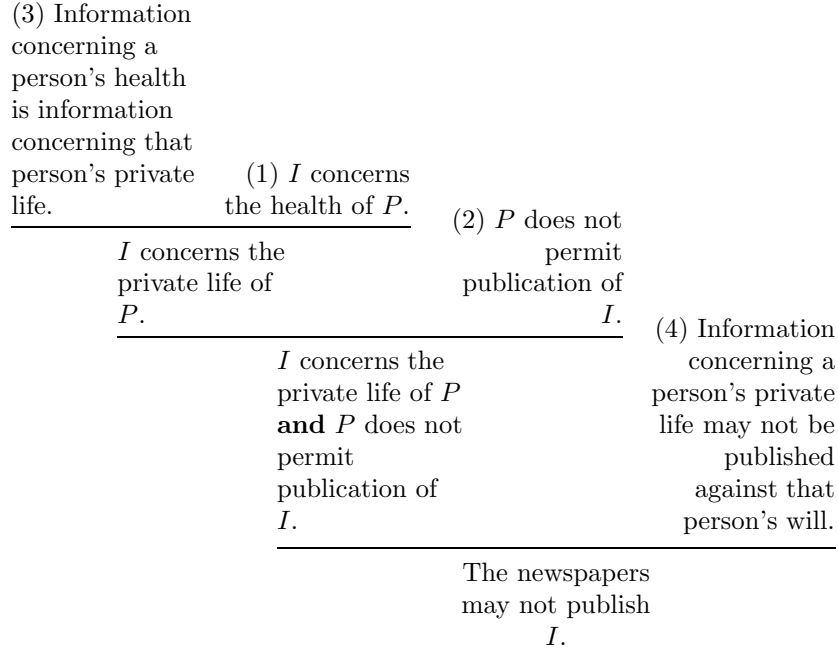 (3) Information
concerning a
person's health
is information
concerning that
person's private
life.
(1) I concerns
the health of P.
I concerns the
private life of
P.
(2) P does not
permit
publication of
I.
I concerns the
private life of P
and P does not
permit
publication of
I.
(4) Information
concerning a
person's private
life may not be
published
against that
person's will.
The newspapers
may not publish
I.